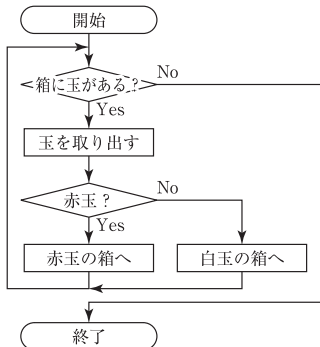 開始
箱に玉がある?
No
Yes
玉を取り出す
赤玉?
No
Yes
赤玉の箱へ
白玉の箱へ
終了